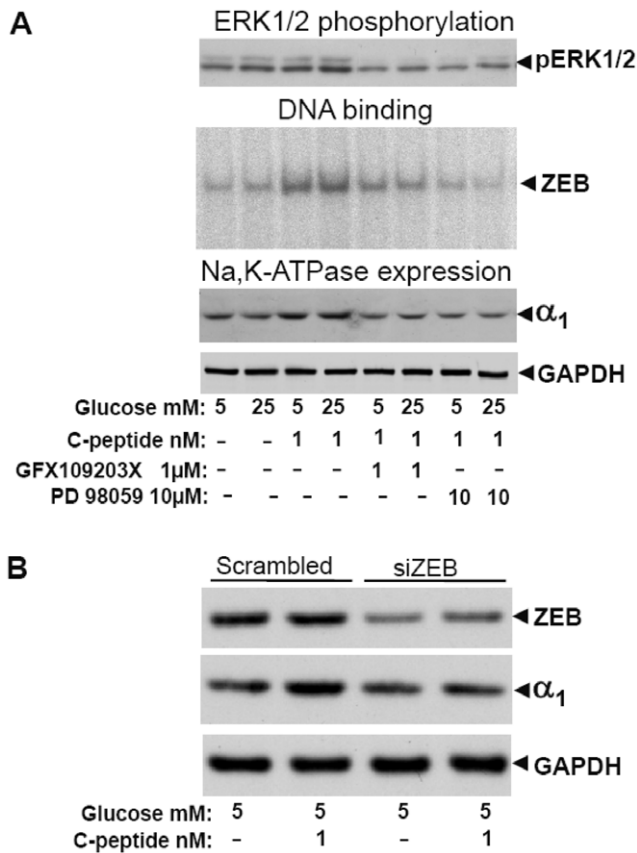 A
ERK1/2 phosphorylation
pERK1/2
DNA binding
ZEB
Na,K-ATPase expression
α1
GAPDH
Glucose mM: 5 25 5 25 5 25 5 25
C-peptide nM: - - 1 1 1 1 1 1
GFX109203X 1μM: - - - - 1 1 - -
PD 98059 10μM: - - - - - - 10 10
B
Scrambled siZEB
ZEB
α1
GAPDH
Glucose mM: 5 5 5 5
C-peptide nM: - 1 - 1